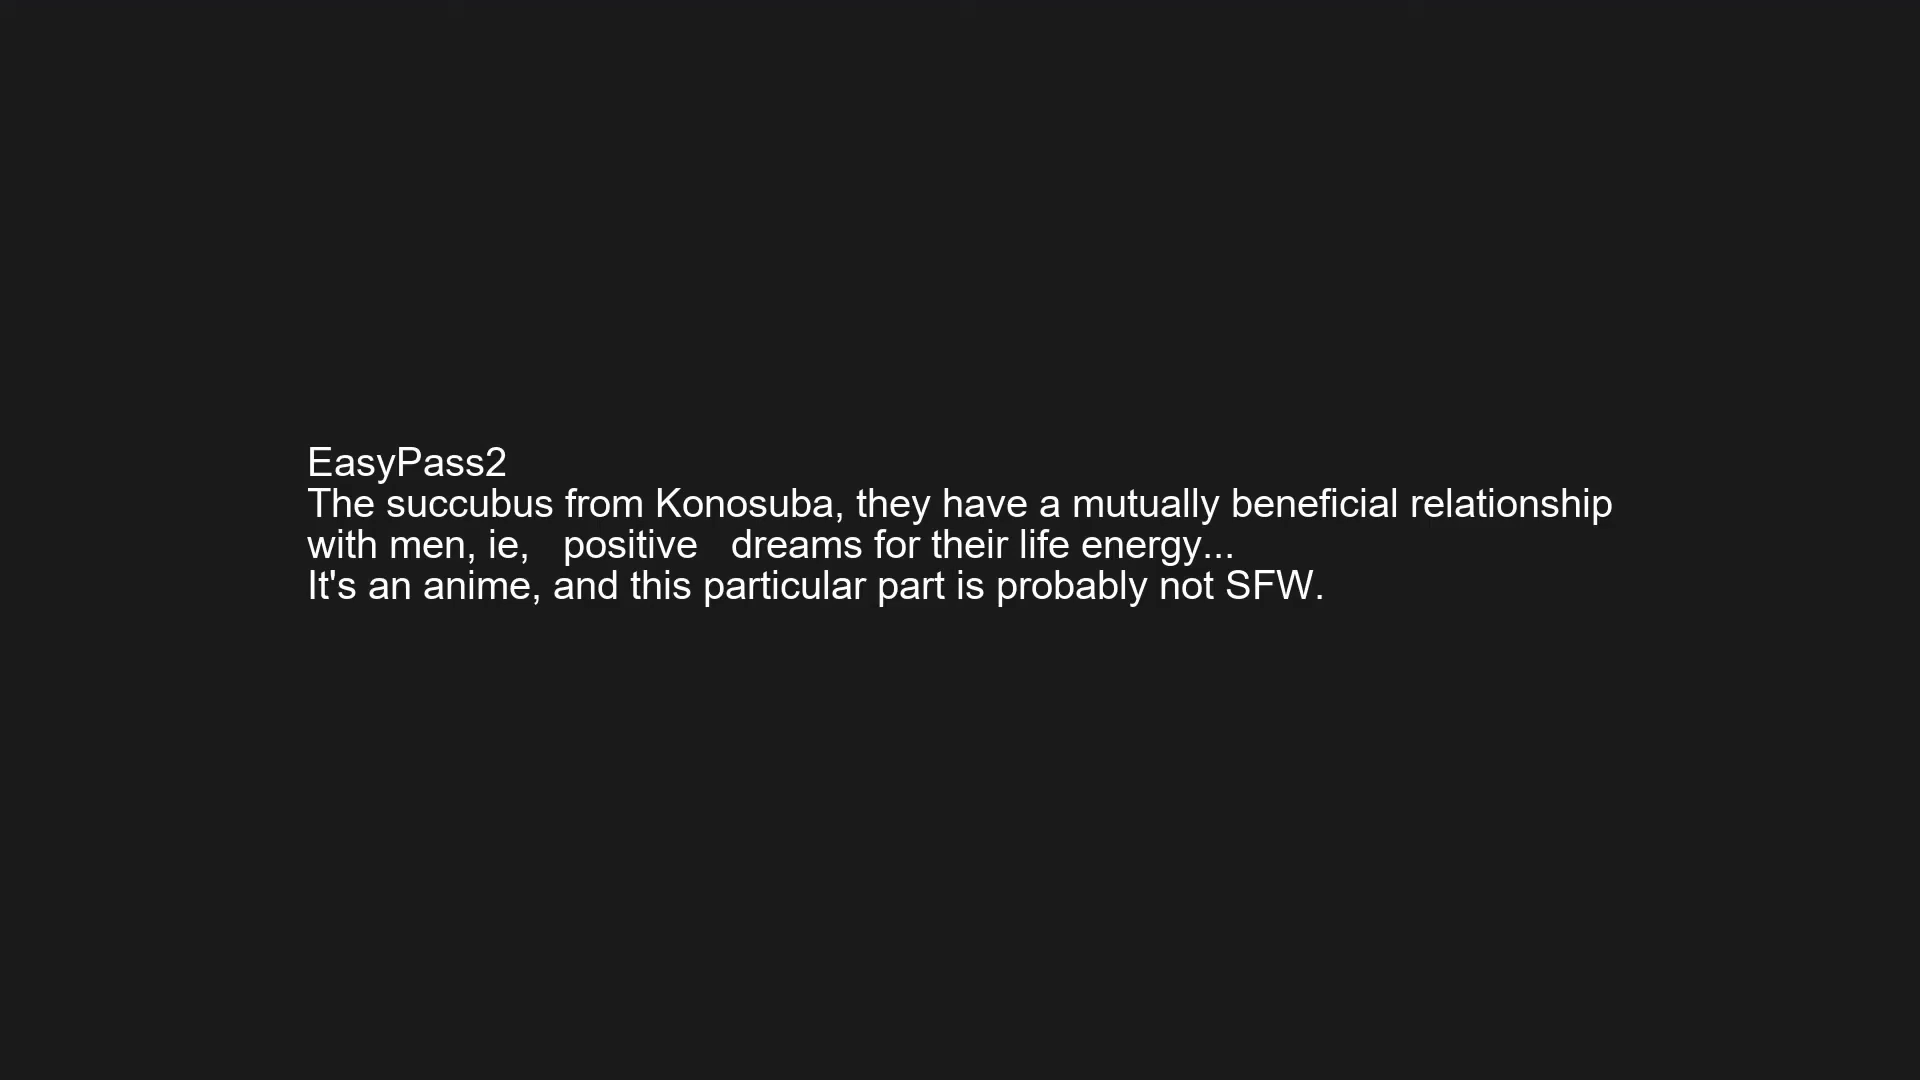 EasyPass2
The succubus from Konosuba, they have a mutually beneficial relationship
with men, ie,   positive   dreams for their life energy...
It's an anime, and this particular part is probably not SFW.